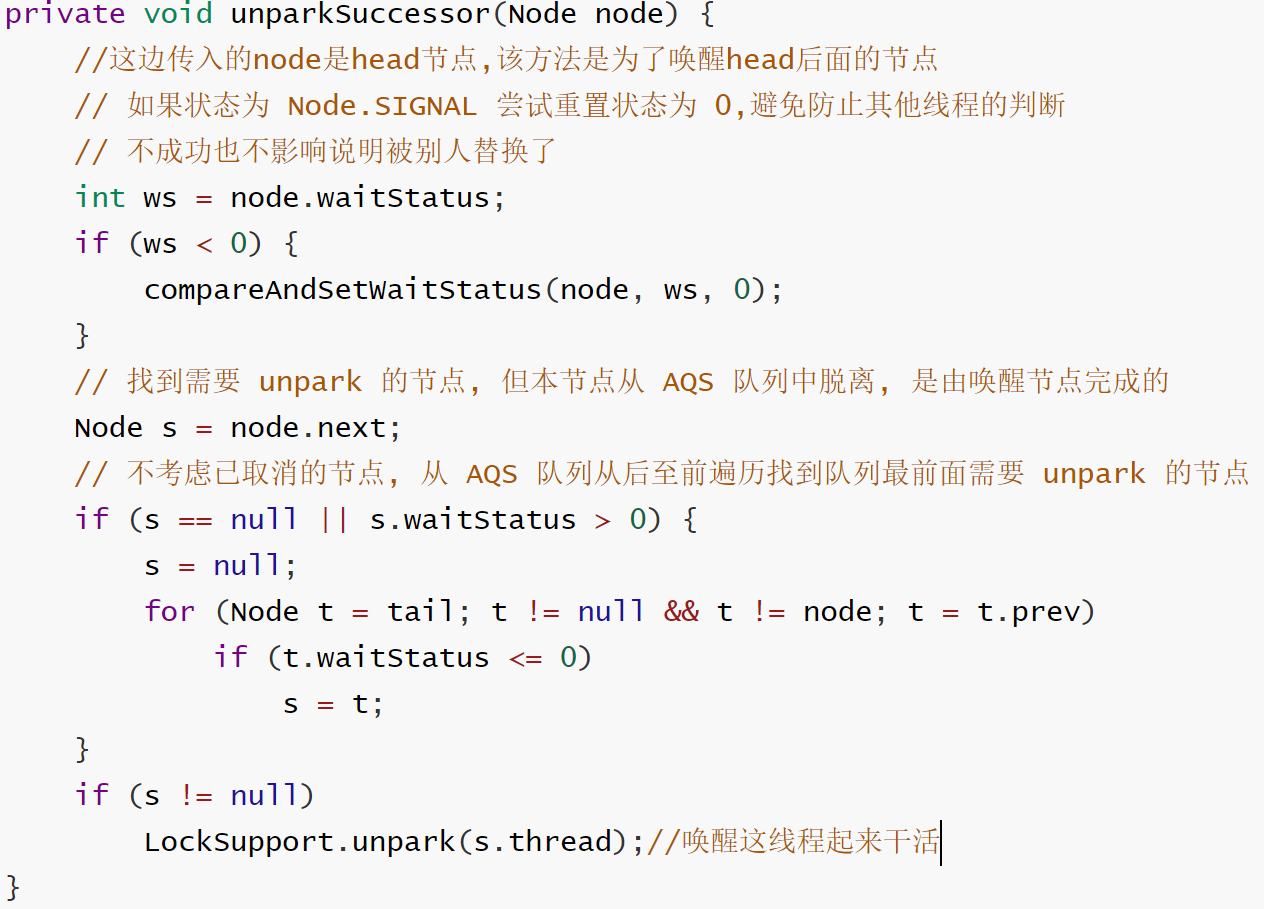 private void unparkSuccessor(Node node) {
//这边传入的node是head节点,该方法是为了唤醒head后面的节点
// 如果状态为 Node.SIGNAL 尝试重置状态为 0,避免防止其他线程的判断
// 不成功也不影响说明被别人替换了
int ws = node.waitStatus;
if (ws < 0) {
compareAndSetWaitStatus(node, ws, 0);
}
// 找到需要 unpark 的节点, 但本节点从 AQS 队列中脱离, 是由唤醒节点完成的
Node s = node.next;
// 不考虑已取消的节点, 从 AQS 队列从后至前遍历找到队列最前面需要 unpark 的节点
if (s == null || s.waitStatus > 0) {
s = null;
for (Node t = tail; t != null && t != node; t = t.prev)
if (t.waitStatus <= 0)
s = t;
}
if (s != null)
LockSupport.unpark(s.thread);//唤醒这线程起来干活
}